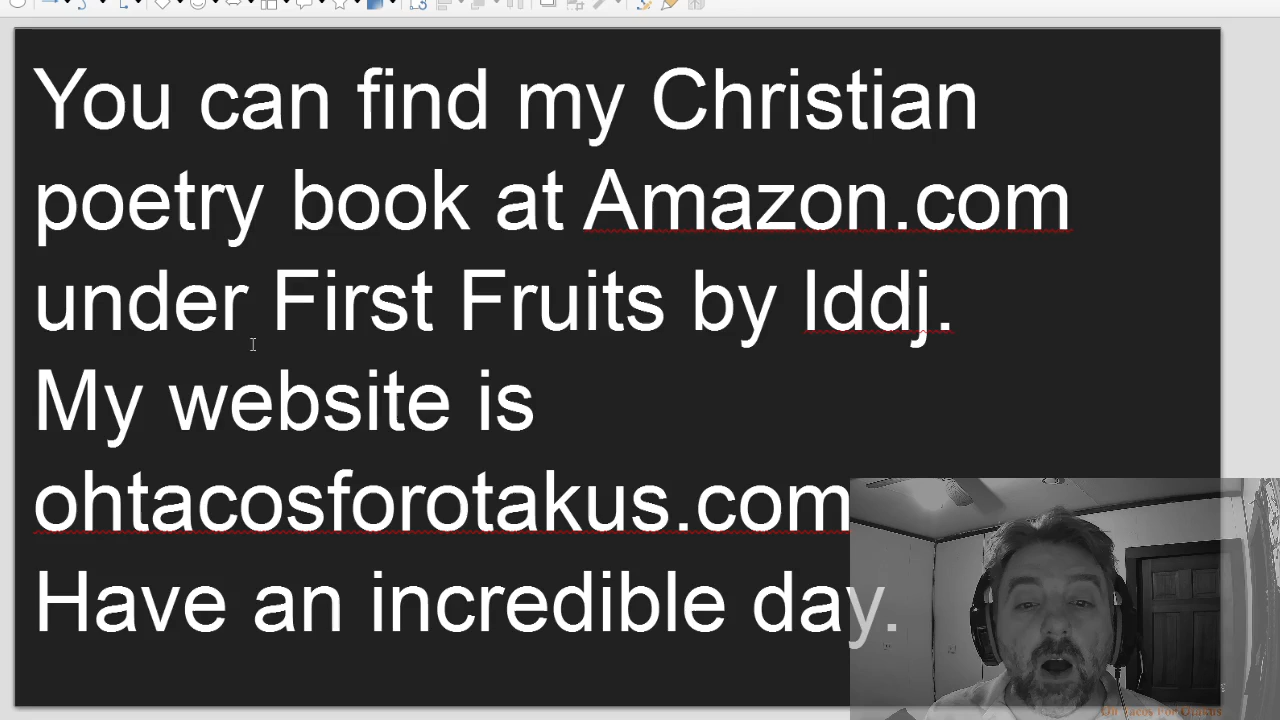 You can find my Christian
poetry book at Amazon.com
under First Fruits by lddj.
My website is
ohtacosforotakus.com
Have an incredible day.